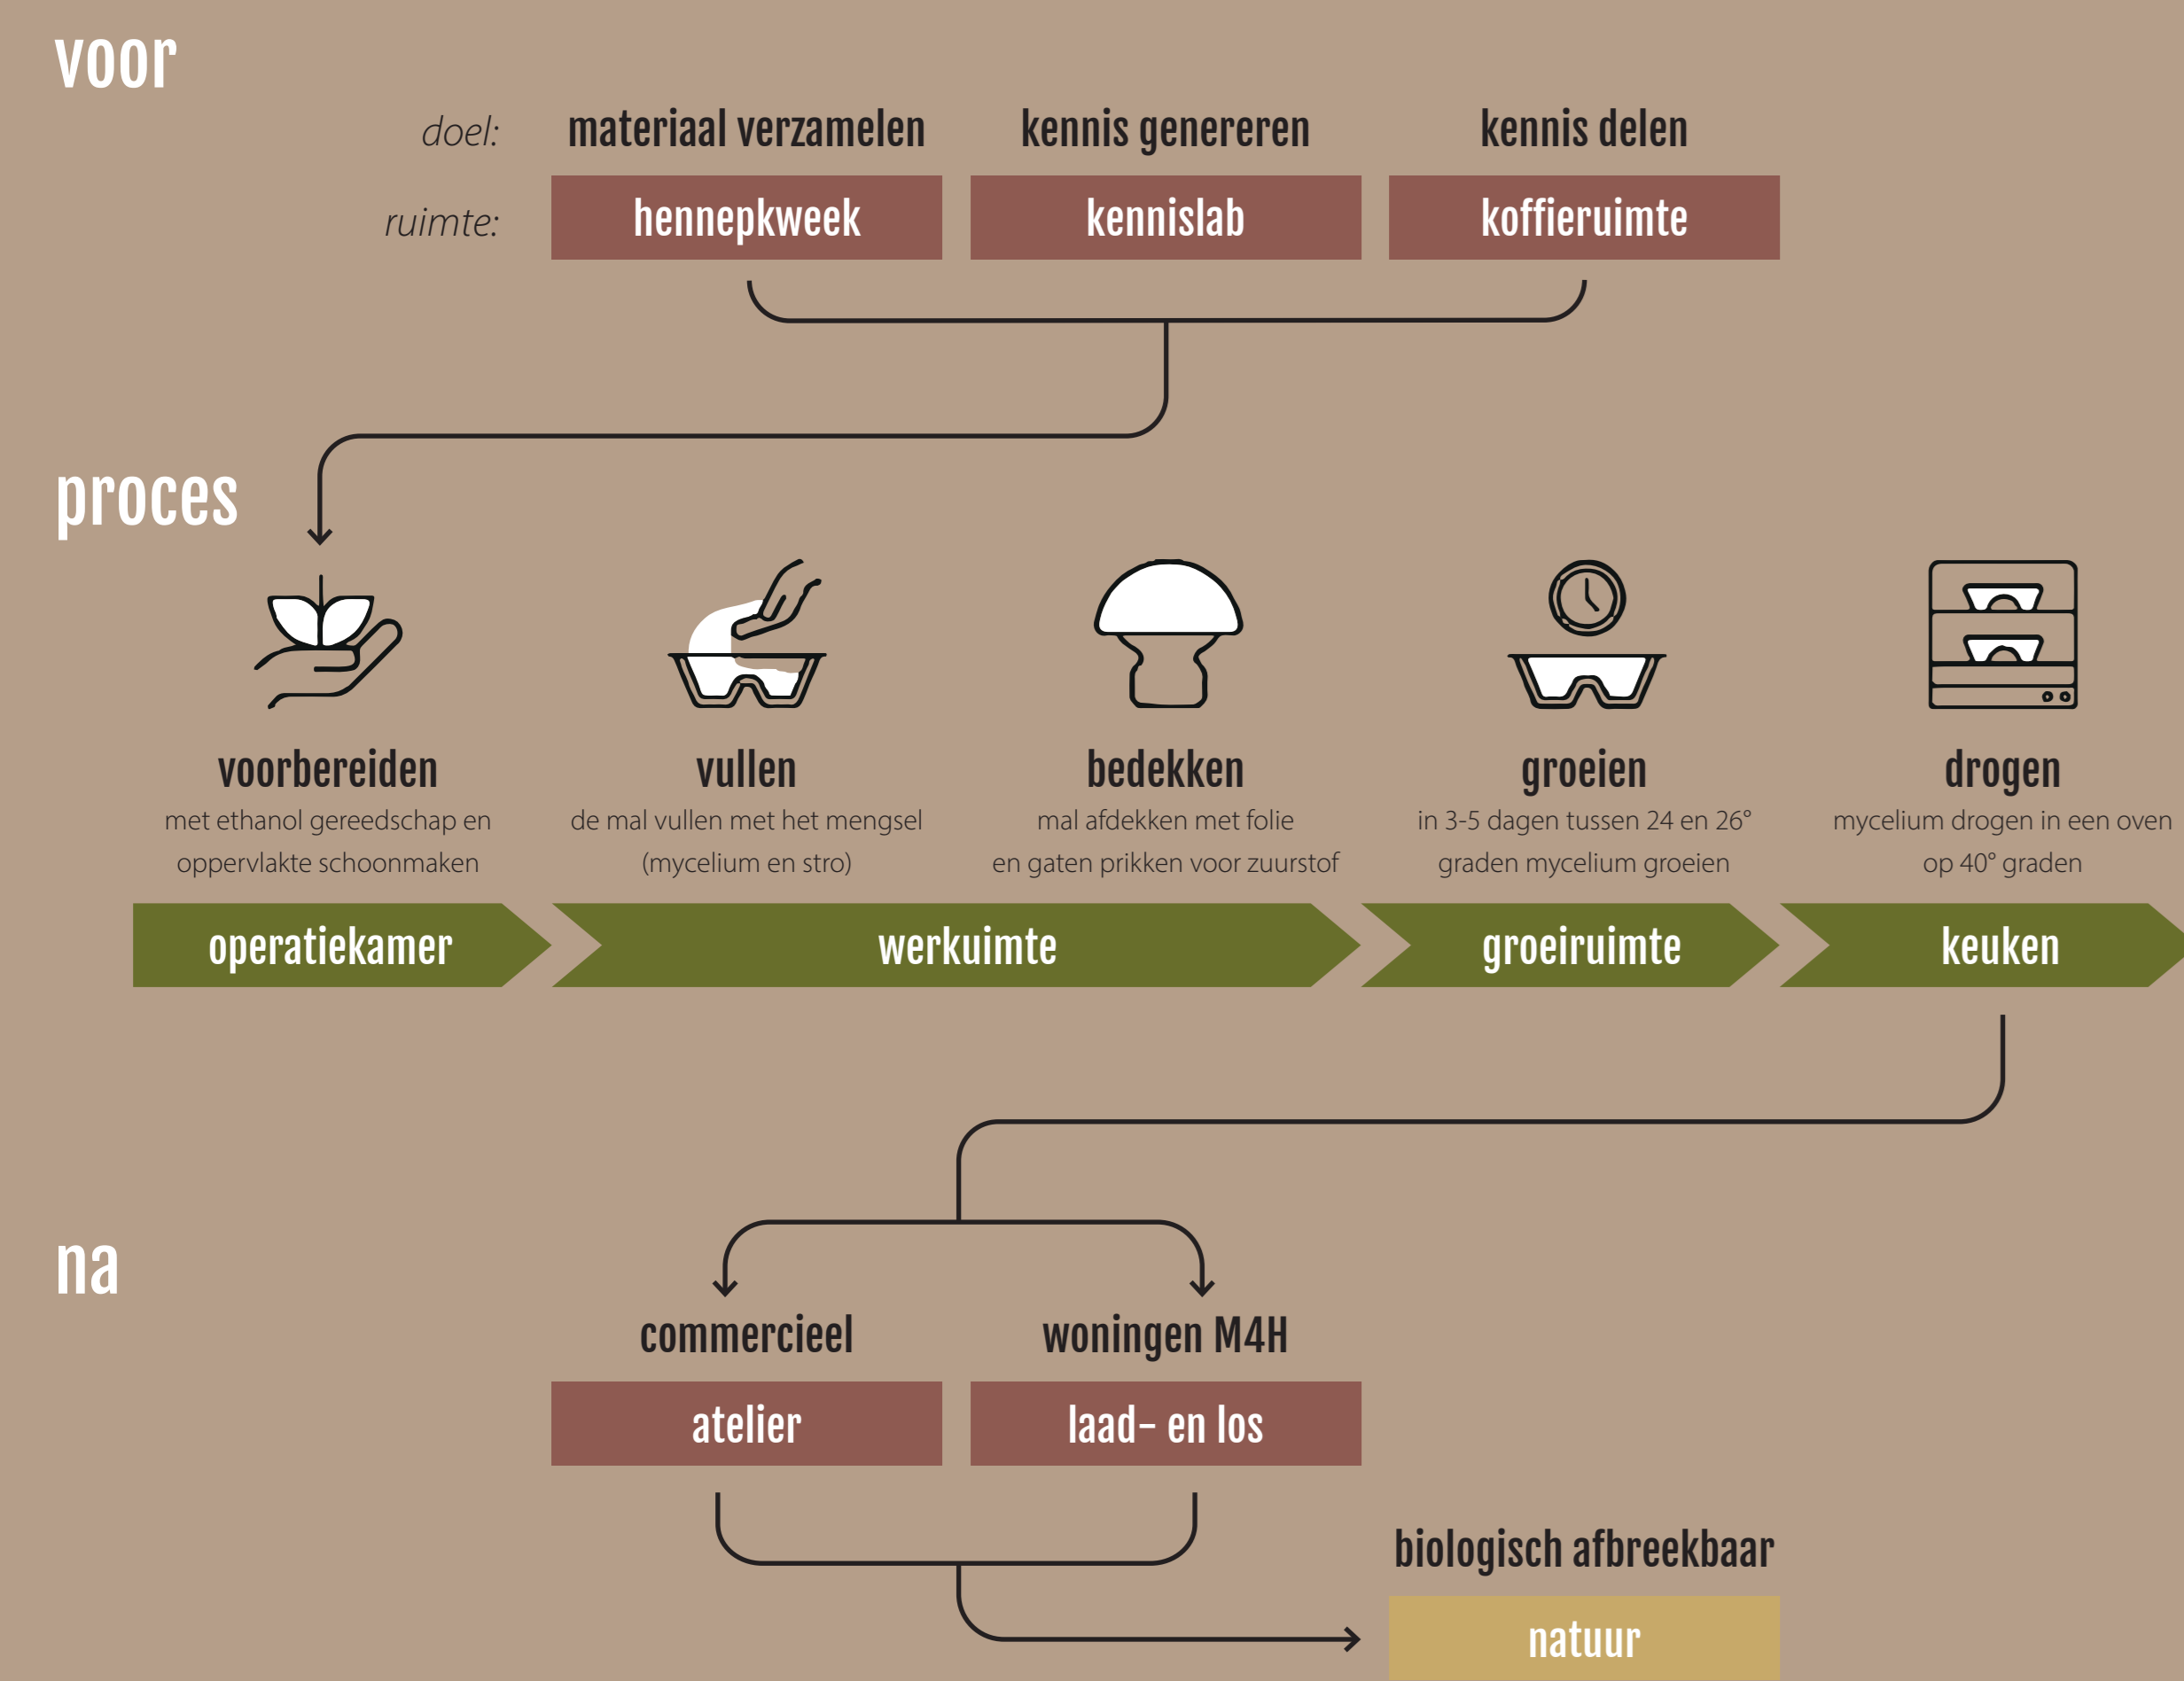 voor
doel: materiaal verzamelen kennis genereren kennis delen
ruimte: hennepkweek kennislab koffieruimte
proces
voorbereiden vullen bedekken groeien drogen
met ethanol gereedschap en de mal vullen met het mengsel mal afdekken met folie in 3-5 dagen tussen 24 en 26° mycelium drogen in een oven
oppervlakte schoonmaken (mycelium en stro) en gaten prikken voor zuurstof graden mycelium groeien op 40° graden
operatiekamer werkuimte groeiruimte keuken
na
commercieel woningen M4H
atelier laad- en los
biologisch afbreekbaar
natuur